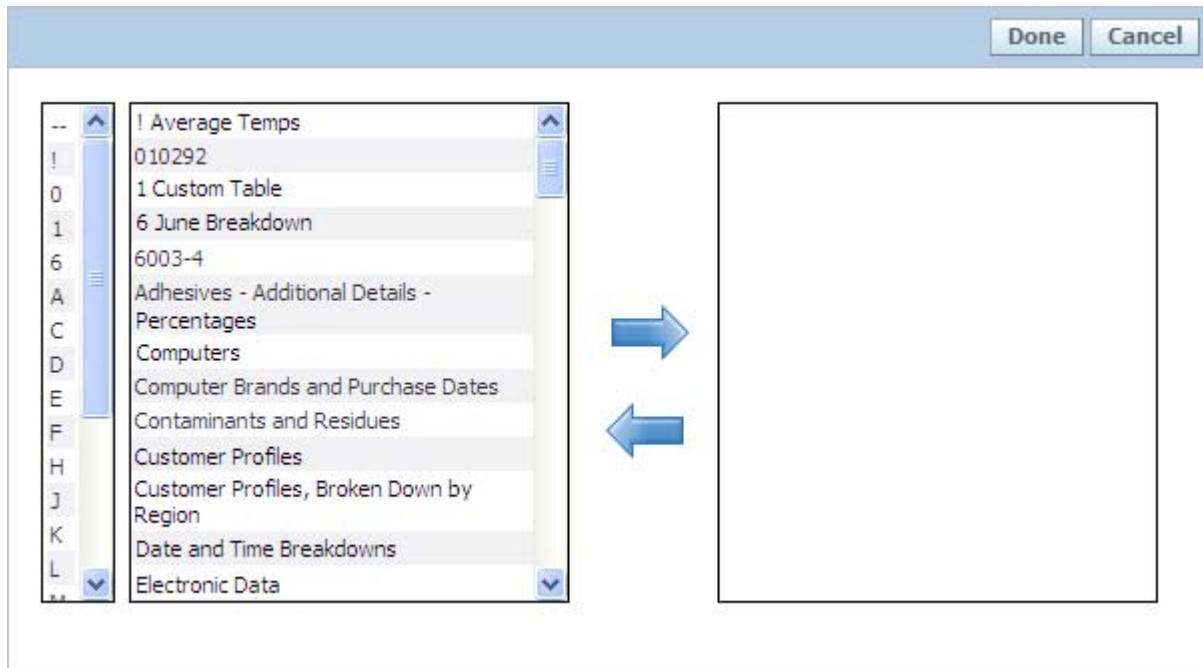 Done Cancel
--
!
0
1
6
A
C
D
E
F
H
J
K
L
! Average Temps
010292
1 Custom Table
6 June Breakdown
6003-4
Adhesives - Additional Details -
Percentages
Computers
Computer Brands and Purchase Dates
Contaminants and Residues
Customer Profiles
Customer Profiles, Broken Down by
Region
Date and Time Breakdowns
Electronic Data